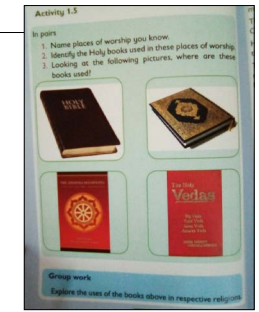 Activity 1.5
In pairs
1. Name places of worship you know.
2. Identify the Holy books used in these places of worship.
3. Looking at the following pictures, where are these
books used?
HOLY
BIBLE
The Holy
Vedas
Group work
Explore the uses of the books above in respective religions.